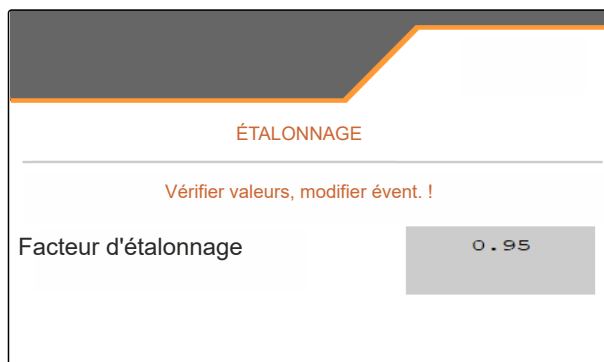 ÉTALONNAGE
Vérifier valeurs, modifier évent. !
Facteur d'étalonnage 0.95